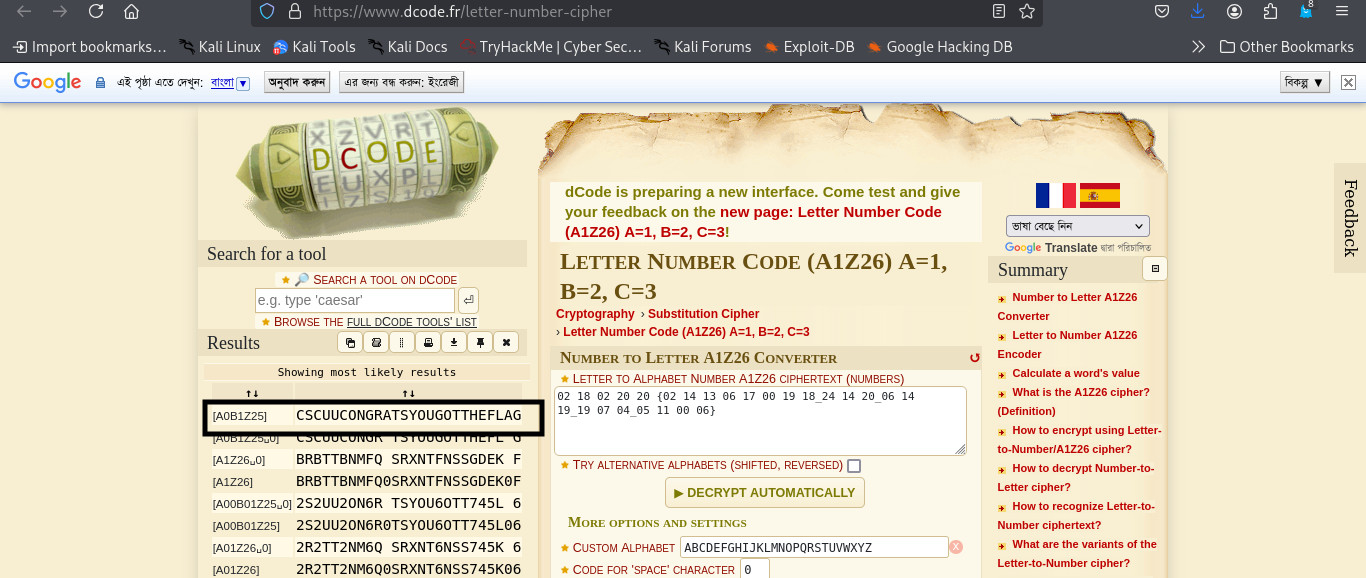 https://www.dcode.fr/letter-number-cipher
8
Import bookmarks...
Kali Linux
Kali Tools
Kali Docs
TryHackMe | Cyber Sec...
Kali Forums
Exploit-DB
Google Hacking DB
Other Bookmarks
Google
এই পৃষ্ঠা এতে দেখুন: বাংলা ▼
অনুবাদ করুন
এর জন্য বন্ধ করুন: ইংরেজী
বিকল্প ▼
XZVRT
DCODE
EUXPL
Search for a tool
Search a tool on dCode
e.g. type 'caesar'
Browse the full dCode tools' list
Results
Showing most likely results
↑↓ ↑↓
[A0B1Z25] CSCUUCONGRATSYOUGOTTHEFLAG
[A0B1Z25␣0] CSCUUCONGR TSYOUGOTTHEFL G
[A1Z26␣0] BRBTTBNMFQ SRXNTFNSSGDEK F
[A1Z26] BRBTTBNMFQ0SRXNTFNSSGDEK0F
[A00B01Z25␣0] 2S2UU2ON6R TSYOU6OTT745L 6
[A00B01Z25] 2S2UU2ON6R0TSYOU6OTT745L06
[A01Z26␣0] 2R2TT2NM6Q SRXNT6NSS745K 6
[A01Z26] 2R2TT2NM6Q0SRXNT6NSS745K06
dCode is preparing a new interface. Come test and give
your feedback on the new page: Letter Number Code
(A1Z26) A=1, B=2, C=3!
Letter Number Code (A1Z26) A=1,
B=2, C=3
Cryptography › Substitution Cipher
› Letter Number Code (A1Z26) A=1, B=2, C=3
Number to Letter A1Z26 Converter
Letter to Alphabet Number A1Z26 ciphertext (numbers)
02 18 02 20 20 {02 14 13 06 17 00 19 18_24 14 20_06 14
19_19 07 04_05 11 00 06}
Try alternative alphabets (shifted, reversed)
▶ DECRYPT AUTOMATICALLY
More options and settings
Custom Alphabet ABCDEFGHIJKLMNOPQRSTUVWXYZ X
Code for 'space' character 0
ভাষা বেছে নিন
Google Translate দ্বারা পরিচালিত
Summary
Number to Letter A1Z26
Converter
Letter to Number A1Z26
Encoder
Calculate a word's value
What is the A1Z26 cipher?
(Definition)
How to encrypt using Letter-
to-Number/A1Z26 cipher?
How to decrypt Number-to-
Letter cipher?
How to recognize Letter-to-
Number ciphertext?
What are the variants of the
Letter-to-Number cipher?
Feedback